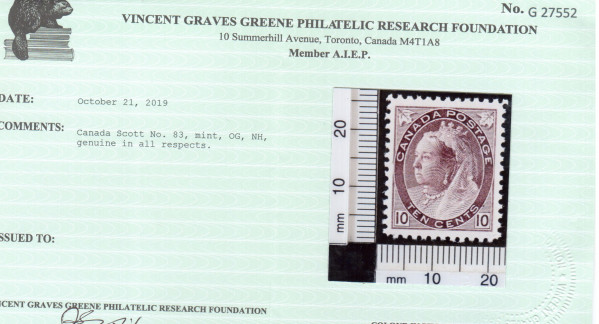 No. G 27552
VINCENT GRAVES GREENE PHILATELIC RESEARCH FOUNDATION
10 Summerhill Avenue, Toronto, Canada M4T1A8
Member A.I.E.P.
DATE: October 21, 2019
COMMENTS: Canada Scott No. 83, mint, OG, NH,
genuine in all respects.
20
10
mm
CANADA POSTAGE
10 10
TEN CENTS
mm 10 20
ISSUED TO:
VINCENT GRAVES GREENE PHILATELIC RESEARCH FOUNDATION